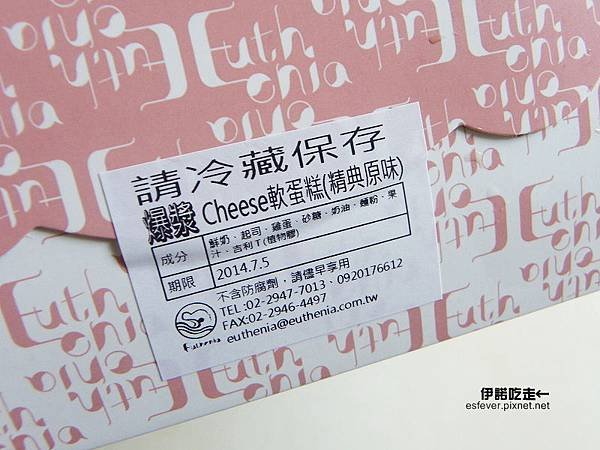 請冷藏保存
爆漿 Cheese軟蛋糕(精典原味)
成分 鮮奶、起司、雞蛋、砂糖、奶油、麵粉、果
汁、吉利T(植物膠)
期限 2014.7.5
不含防腐劑，請儘早享用
TEL:02-2947-7013、0920176612
FAX:02-2946-4497
euthenia@euthenia.com.tw
Euthenia
伊諾吃走←
esfever.pixnet.net